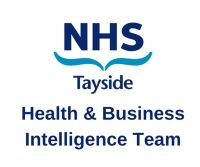 NHS
Tayside
Health & Business
Intelligence Team